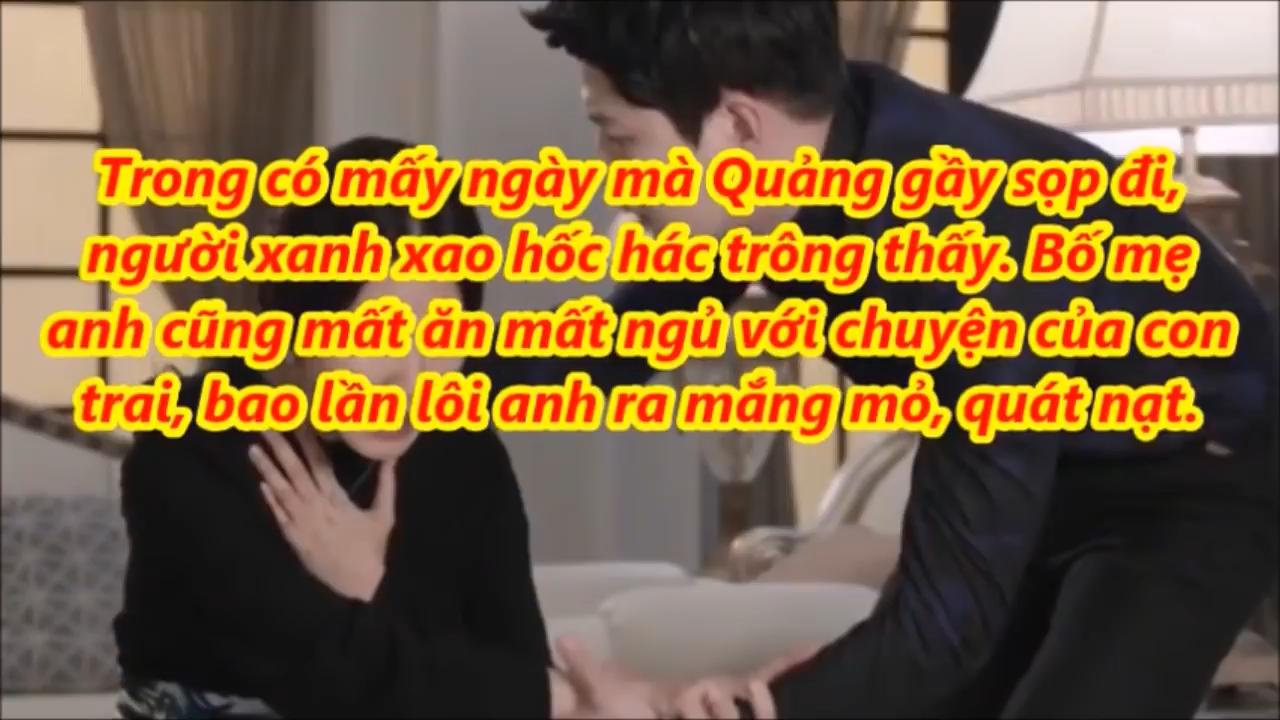 Trong có mấy ngày mà Quảng gầy sọp đi,
người xanh xao hốc hác trông thấy. Bố mẹ
anh cũng mất ăn mất ngủ với chuyện của con
trai, bao lần lôi anh ra mắng mỏ, quát nạt.